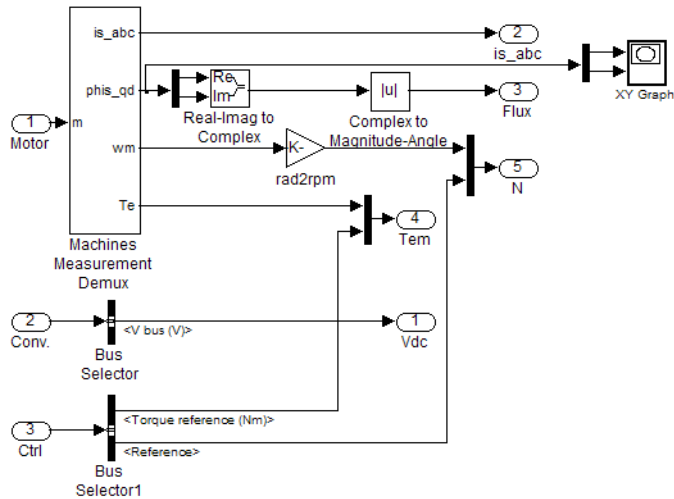 is_abc
2
is_abc
phis_qd
Re
Im
Real-Imag to
Complex
|u|
Complex to
Magnitude-Angle
3
Flux
XY Graph
1
Motor
m
wm
K-
rad2rpm
5
N
Te
4
Tem
Machines
Measurement
Demux
2
Conv.
<V bus (V)>
Bus
Selector
1
Vdc
3
Ctrl
<Torque reference (Nm)>
<Reference>
Bus
Selector1